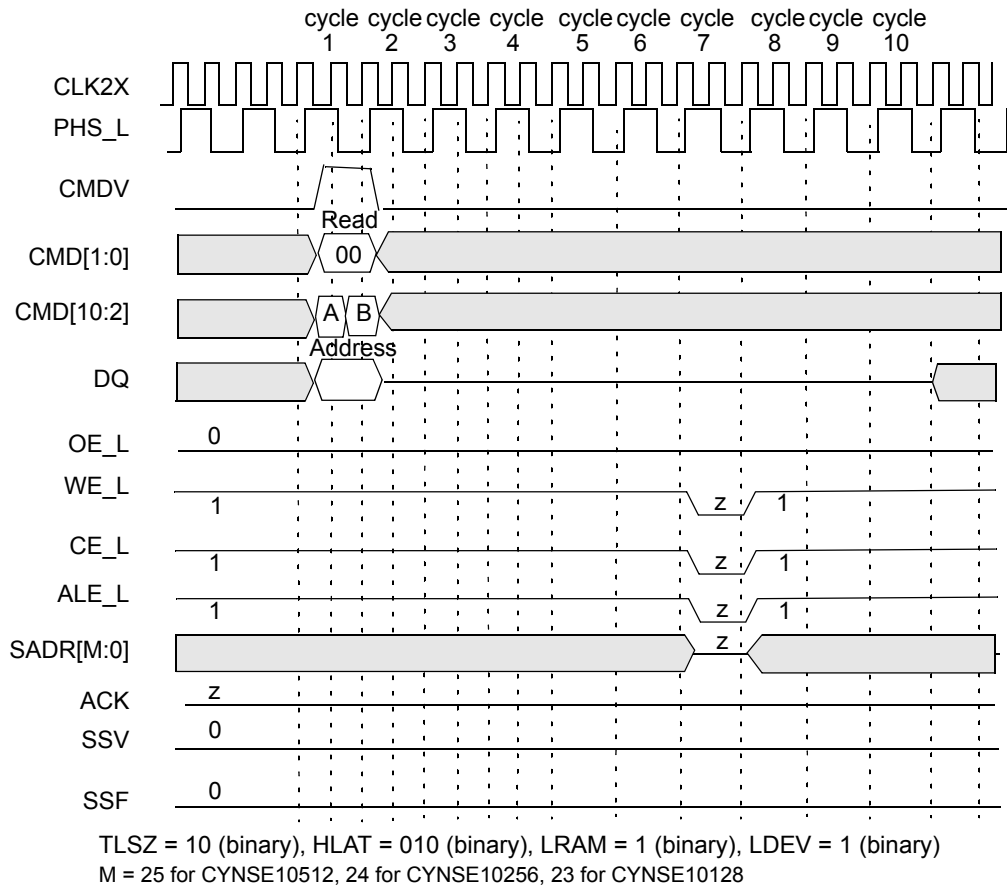 cycle cycle cycle cycle cycle cycle cycle cycle cycle cycle
1 2 3 4 5 6 7 8 9 10
CLK2X
PHS_L
CMDV
Read
CMD[1:0] 00
CMD[10:2] A B
Address
DQ
OE_L 0
WE_L 1 z 1
CE_L 1 z 1
ALE_L 1 z 1
SADR[M:0] z
ACK z
SSV 0
SSF 0
TLSZ = 10 (binary), HLAT = 010 (binary), LRAM = 1 (binary), LDEV = 1 (binary)
M = 25 for CYNSE10512, 24 for CYNSE10256, 23 for CYNSE10128